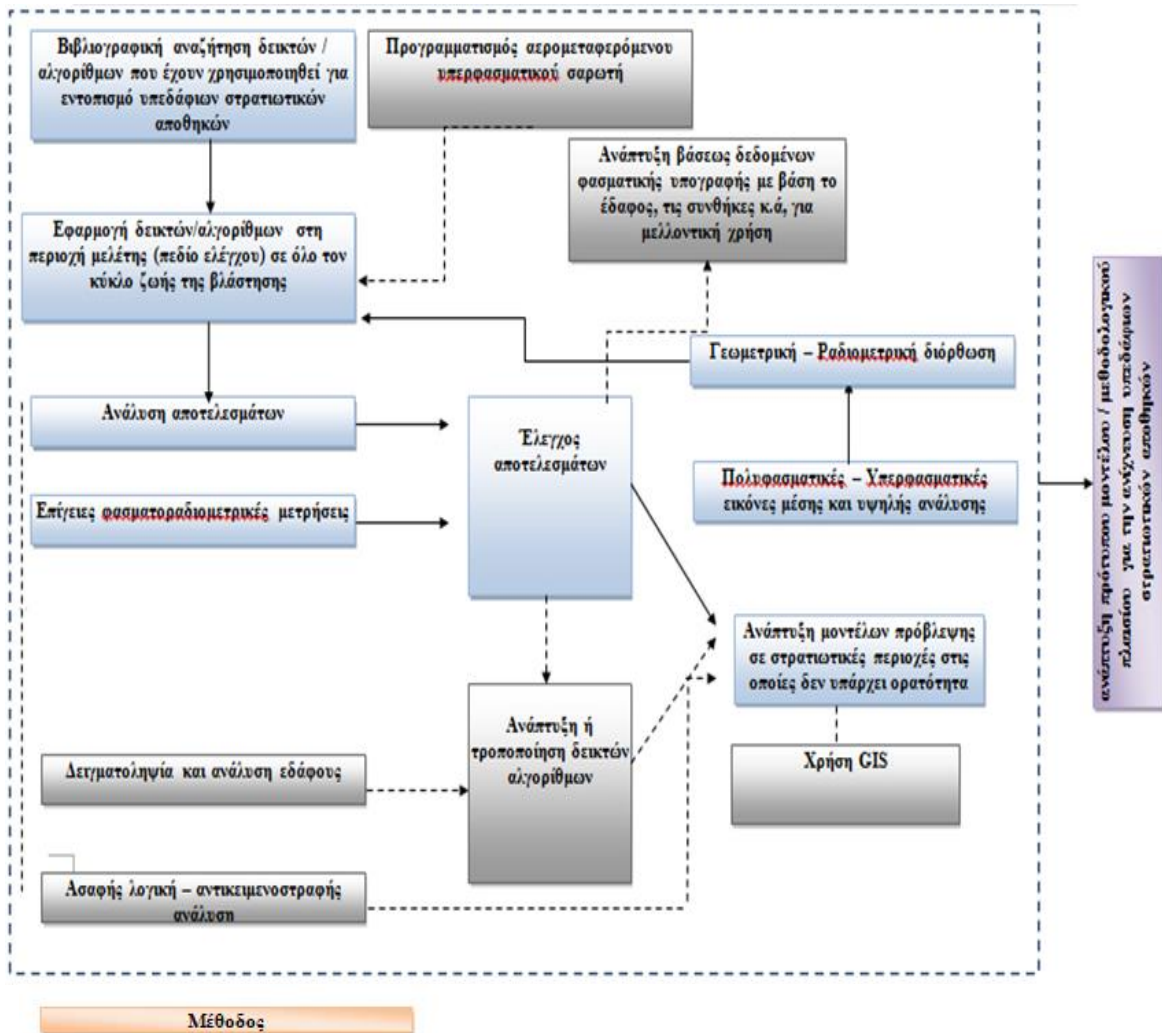 Βιβλιογραφική αναζήτηση δεικτών /
αλγορίθμων που έχουν χρησιμοποιηθεί για
εντοπισμό υπεδάφιων στρατιωτικών
αποθηκών
Προγραμματισμός αερομεταφερόμενου
υπερφασματικού σαρωτή
Ανάπτυξη βάσεως δεδομένων
φασματικής υπογραφής με βάση το
έδαφος, τις συνθήκες κ.ά, για
μελλοντική χρήση
Εφαρμογή δεικτών/αλγορίθμων στη
περιοχή μελέτης (πεδίο ελέγχου) σε όλο τον
κύκλο ζωής της βλάστησης
Γεωμετρική – Ραδιομετρική διόρθωση
Ανάλυση αποτελεσμάτων
Έλεγχος
αποτελεσμάτων
Πολυφασματικές – Υπερφασματικές
εικόνες μέσης και υψηλής ανάλυσης
Επίγειες φασματοραδιομετρικές μετρήσεις
Ανάπτυξη μοντέλων πρόβλεψης
σε στρατιωτικές περιοχές στις
οποίες δεν υπάρχει ορατότητα
Ανάπτυξη ή
τροποποίηση δεικτών
αλγορίθμων
Χρήση GIS
Δειγματοληψία και ανάλυση εδάφους
Ασαφής λογική – αντικειμενοστραφής
ανάλυση
ανάπτυξη πρότυπου μοντέλου / μεθοδολογικού
πλαισίου για την ανίχνευση υπεδάφιων
στρατιωτικών αποθηκών
Μέθοδος